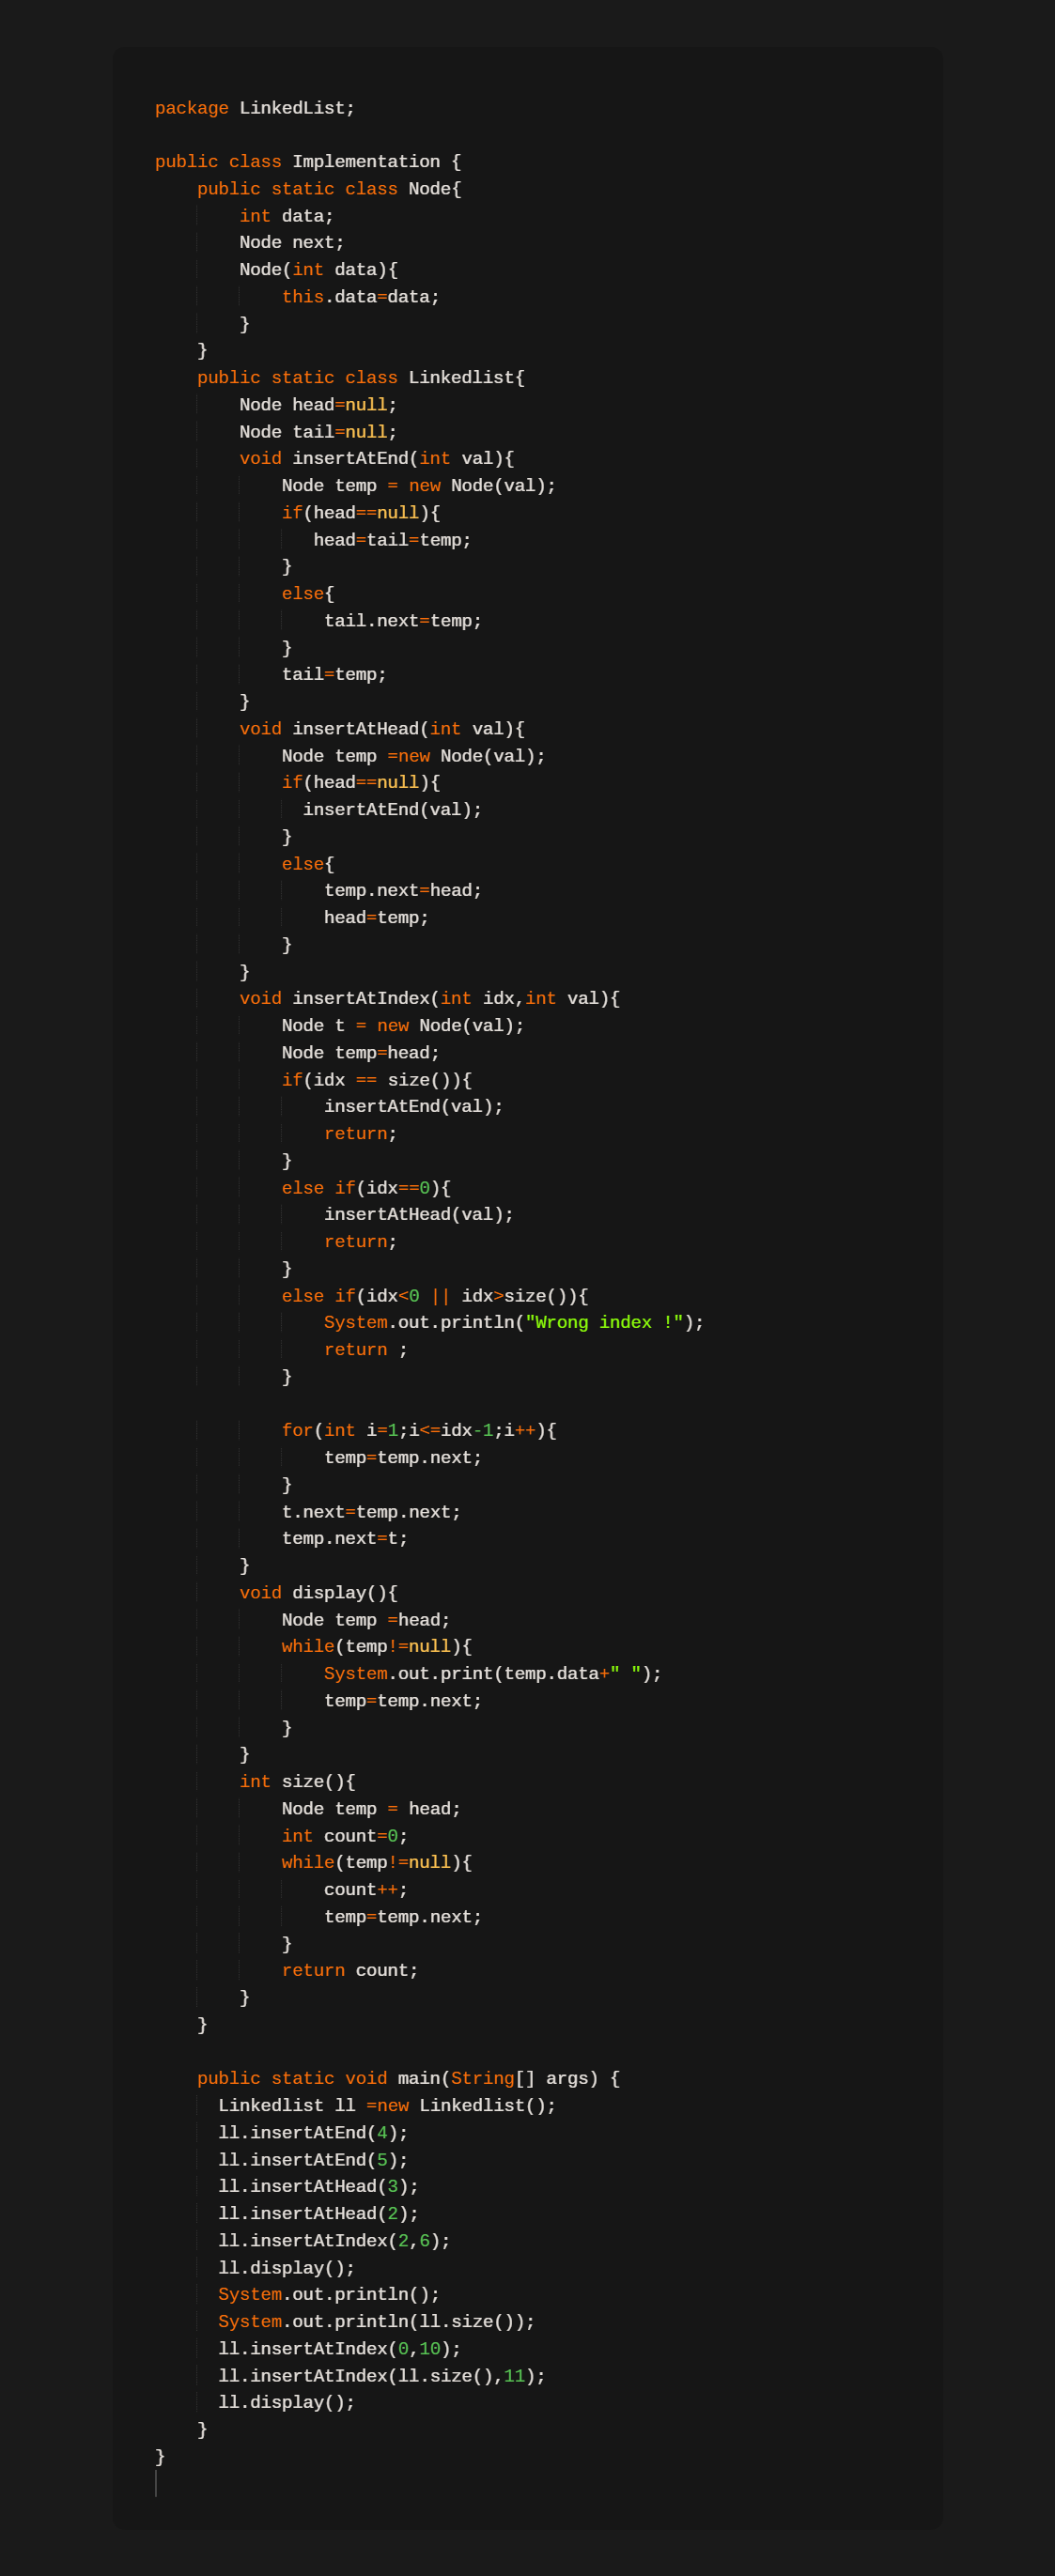 package LinkedList;

public class Implementation {
    public static class Node{
        int data;
        Node next;
        Node(int data){
            this.data=data;
        }
    }
    public static class Linkedlist{
        Node head=null;
        Node tail=null;
        void insertAtEnd(int val){
            Node temp = new Node(val);
            if(head==null){
               head=tail=temp;
            }
            else{
                tail.next=temp;
            }
            tail=temp;
        }
        void insertAtHead(int val){
            Node temp =new Node(val);
            if(head==null){
              insertAtEnd(val);
            }
            else{
                temp.next=head;
                head=temp;
            }
        }
        void insertAtIndex(int idx,int val){
            Node t = new Node(val);
            Node temp=head;
            if(idx == size()){
                insertAtEnd(val);
                return;
            }
            else if(idx==0){
                insertAtHead(val);
                return;
            }
            else if(idx<0 || idx>size()){
                System.out.println("Wrong index !");
                return ;
            }

            for(int i=1;i<=idx-1;i++){
                temp=temp.next;
            }
            t.next=temp.next;
            temp.next=t;
        }
        void display(){
            Node temp =head;
            while(temp!=null){
                System.out.print(temp.data+" ");
                temp=temp.next;
            }
        }
        int size(){
            Node temp = head;
            int count=0;
            while(temp!=null){
                count++;
                temp=temp.next;
            }
            return count;
        }
    }

    public static void main(String[] args) {
      Linkedlist ll =new Linkedlist();
      ll.insertAtEnd(4);
      ll.insertAtEnd(5);
      ll.insertAtHead(3);
      ll.insertAtHead(2);
      ll.insertAtIndex(2,6);
      ll.display();
      System.out.println();
      System.out.println(ll.size());
      ll.insertAtIndex(0,10);
      ll.insertAtIndex(ll.size(),11);
      ll.display();
    }
}